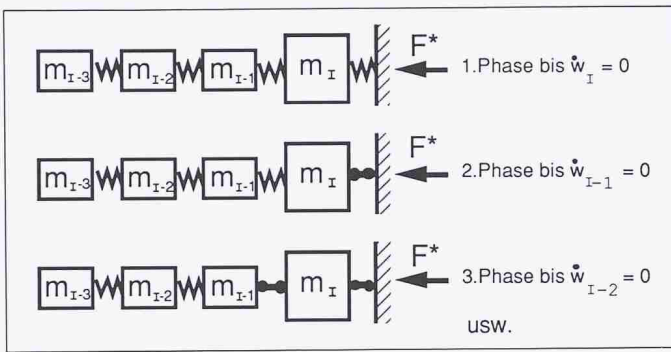 F*
m_{I-3} m_{I-2} m_{I-1} m_I 1.Phase bis ẇ_I = 0
F*
m_{I-3} m_{I-2} m_{I-1} m_I 2.Phase bis ẇ_{I-1} = 0
F*
m_{I-3} m_{I-2} m_{I-1} m_I 3.Phase bis ẇ_{I-2} = 0
usw.